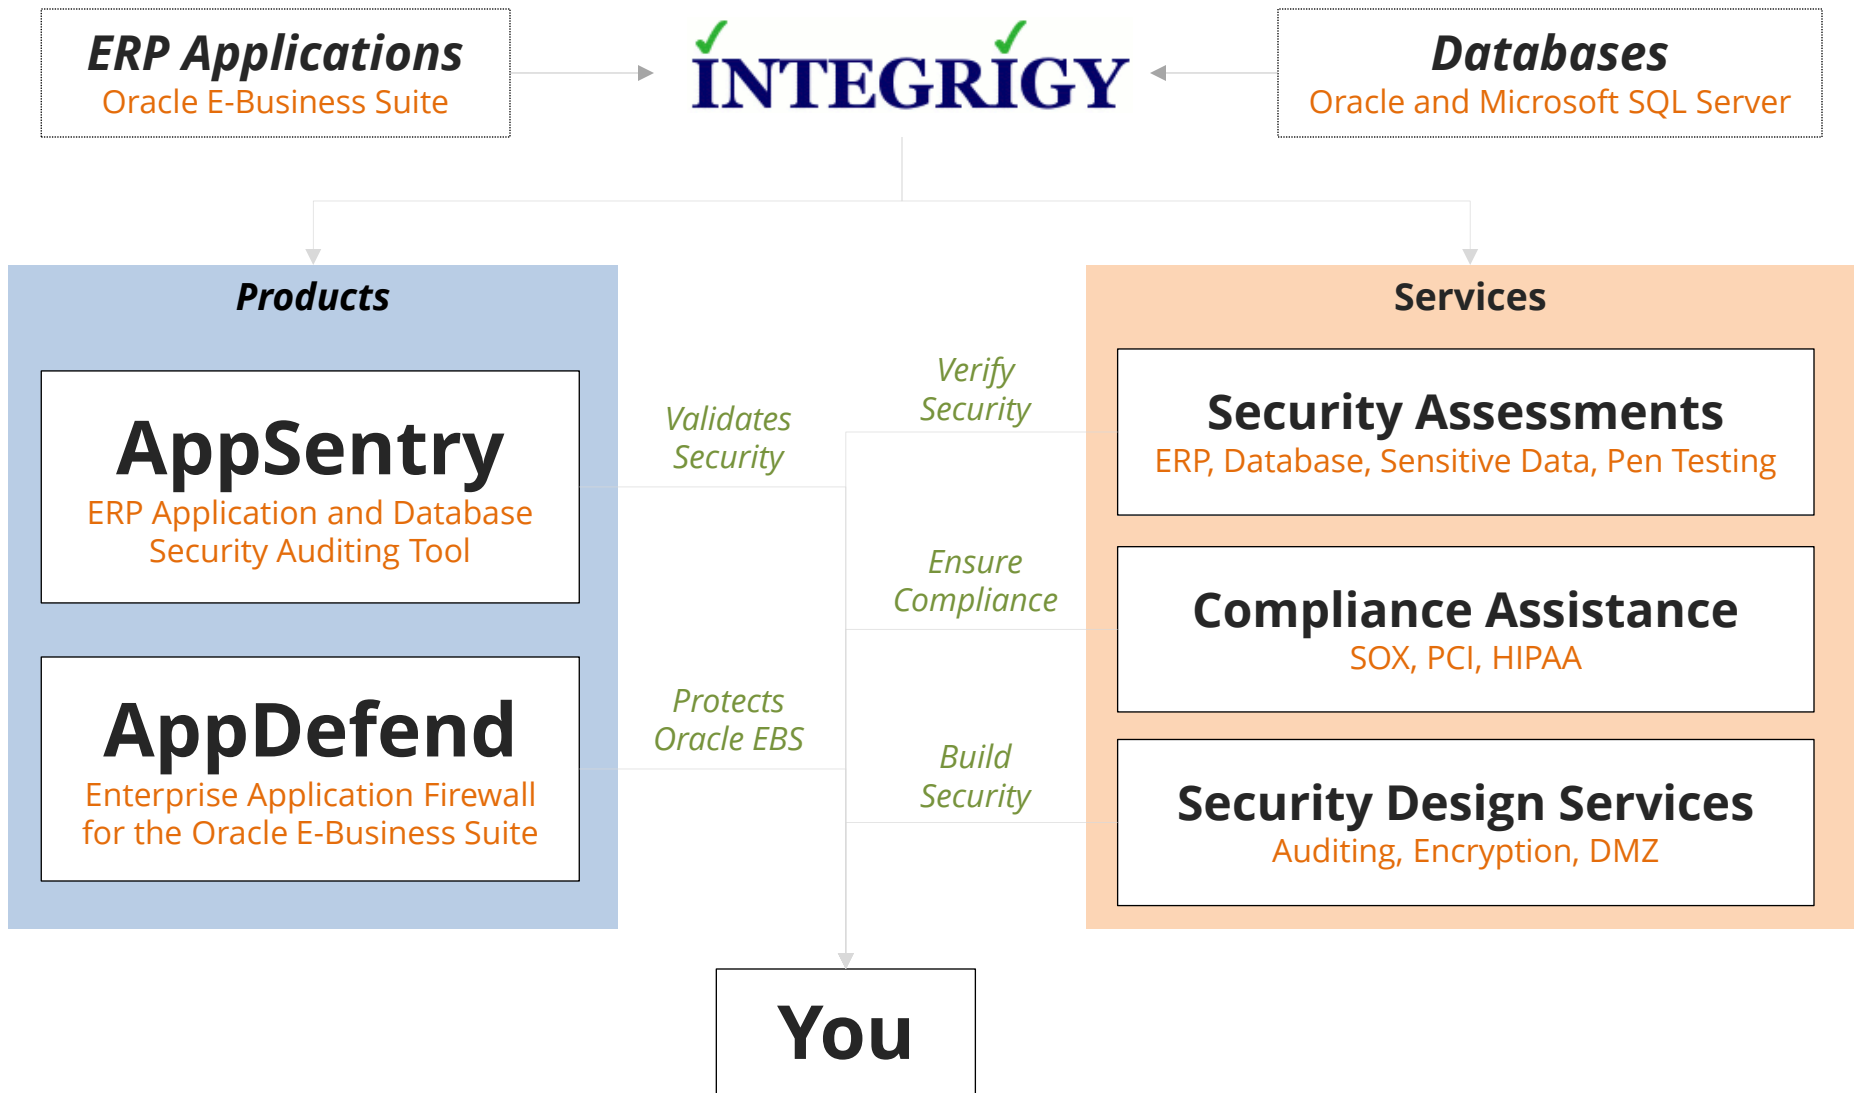 ERP Applications
Oracle E-Business Suite
INTEGRIGY
Databases
Oracle and Microsoft SQL Server
Products
AppSentry
ERP Application and Database
Security Auditing Tool
AppDefend
Enterprise Application Firewall
for the Oracle E-Business Suite
Validates
Security
Protects
Oracle EBS
Verify
Security
Ensure
Compliance
Build
Security
Services
Security Assessments
ERP, Database, Sensitive Data, Pen Testing
Compliance Assistance
SOX, PCI, HIPAA
Security Design Services
Auditing, Encryption, DMZ
You